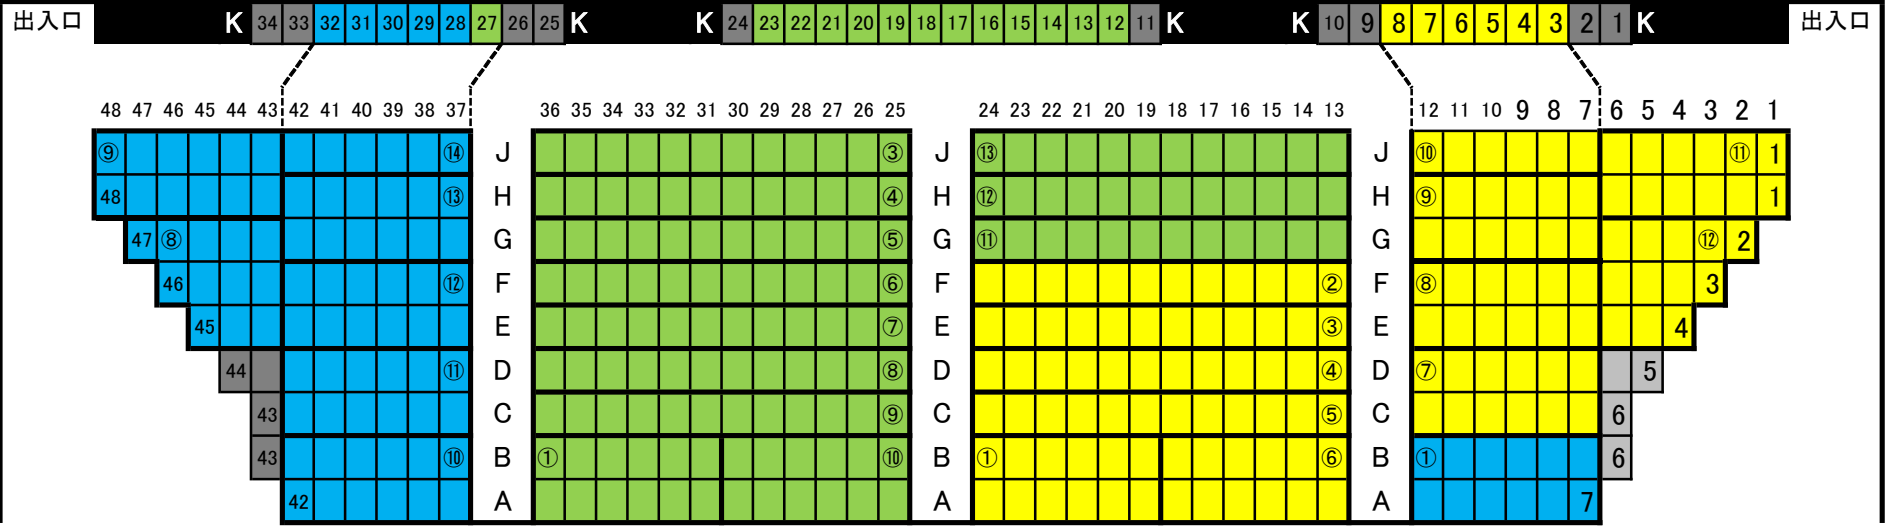 出入口 K 34 33 32 31 30 29 28 27 26 25 K K 24 23 22 21 20 19 18 17 16 15 14 13 12 11 K K 10 9 8 7 6 5 4 3 2 1 K 出入口
48 47 46 45 44 43 42 41 40 39 38 37 36 35 34 33 32 31 30 29 28 27 26 25 24 23 22 21 20 19 18 17 16 15 14 13 12 11 10 9 8 7 6 5 4 3 2 1
⑨ ⑭ J ③ J ⑬ J ⑩ ⑪ 1
48 ⑬ H ④ H ⑫ H ⑨ 1
47 ⑧ G ⑤ G ⑪ G ⑫ 2
46 ⑫ F ⑥ F ② F ⑧ 3
45 E ⑦ E ③ E 4
44 ⑪ D ⑧ D ④ D ⑦ 5
43 C ⑨ C ⑤ C 6
43 ⑩ B ① ⑩ B ① ⑥ B ① 6
42 A A A 7